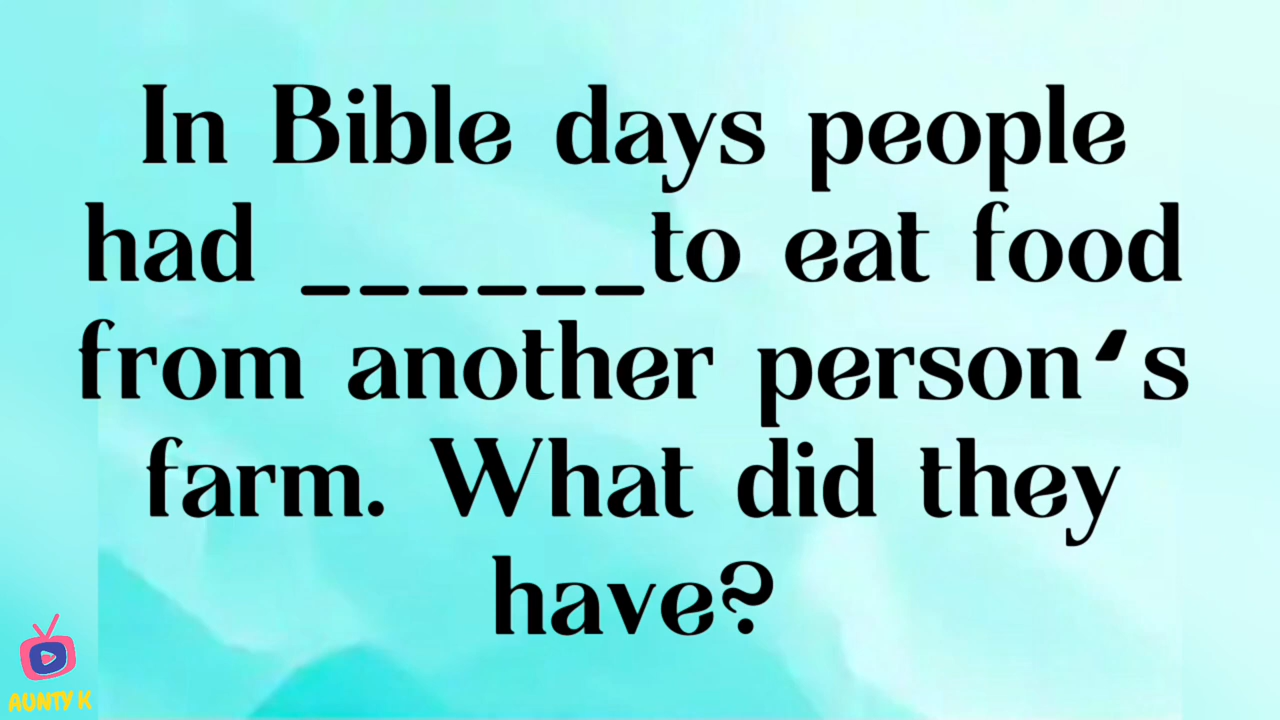 In Bible days people
had ______to eat food
from another person's
farm. What did they
have?
AUNTY K